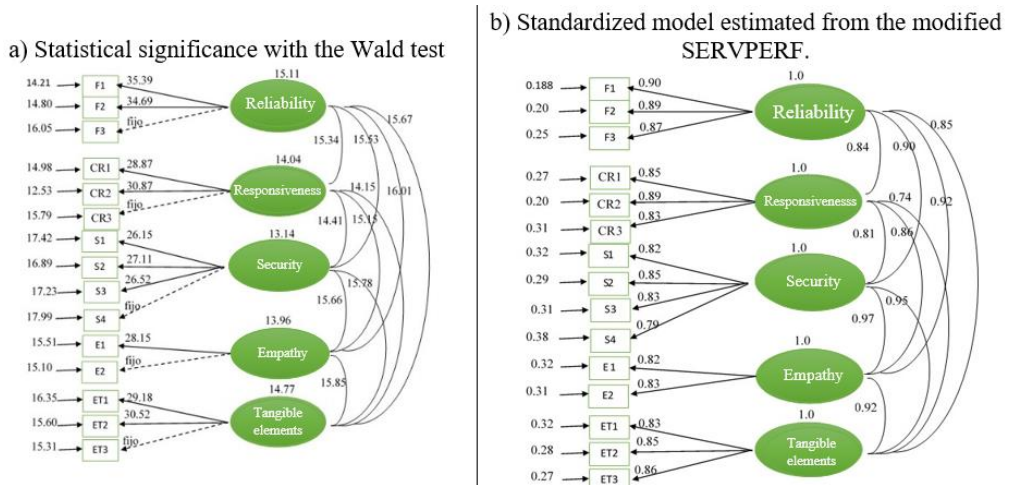 a) Statistical significance with the Wald test
15.11
14.21 F1 35.39
14.80 F2 34.69
16.05 F3 fijo
Reliability
15.34 15.53 15.67
14.04
14.98 CR1 28.87
12.53 CR2 30.87
15.79 CR3 fijo
Responsiveness
14.15 16.01
14.41 15.15
13.14
17.42 S1 26.15
16.89 S2 27.11
17.23 S3 26.52
17.99 S4 fijo
Security
15.78
15.66
13.96
15.51 E1 28.15
15.10 E2 fijo
Empathy
15.85
14.77
16.35 ET1 29.18
15.60 ET2 30.52
15.31 ET3 fijo
Tangible
elements
b) Standardized model estimated from the modified
SERVPERF.
1.0
0.188 F1 0.90
0.20 F2 0.89
0.25 F3 0.87
Reliability
0.85
0.84 0.90
1.0
0.27 CR1 0.85
0.20 CR2 0.89
0.31 CR3 0.83
Responsivenesss
0.74 0.92
0.81 0.86
1.0
0.32 S1 0.82
0.29 S2 0.85
0.31 S3 0.83
0.38 S4 0.79
Security
0.95
0.97
1.0
0.32 E1 0.82
0.31 E2 0.83
Empathy
0.92
1.0
0.32 ET1 0.83
0.28 ET2 0.85
0.27 ET3 0.86
Tangible
elements